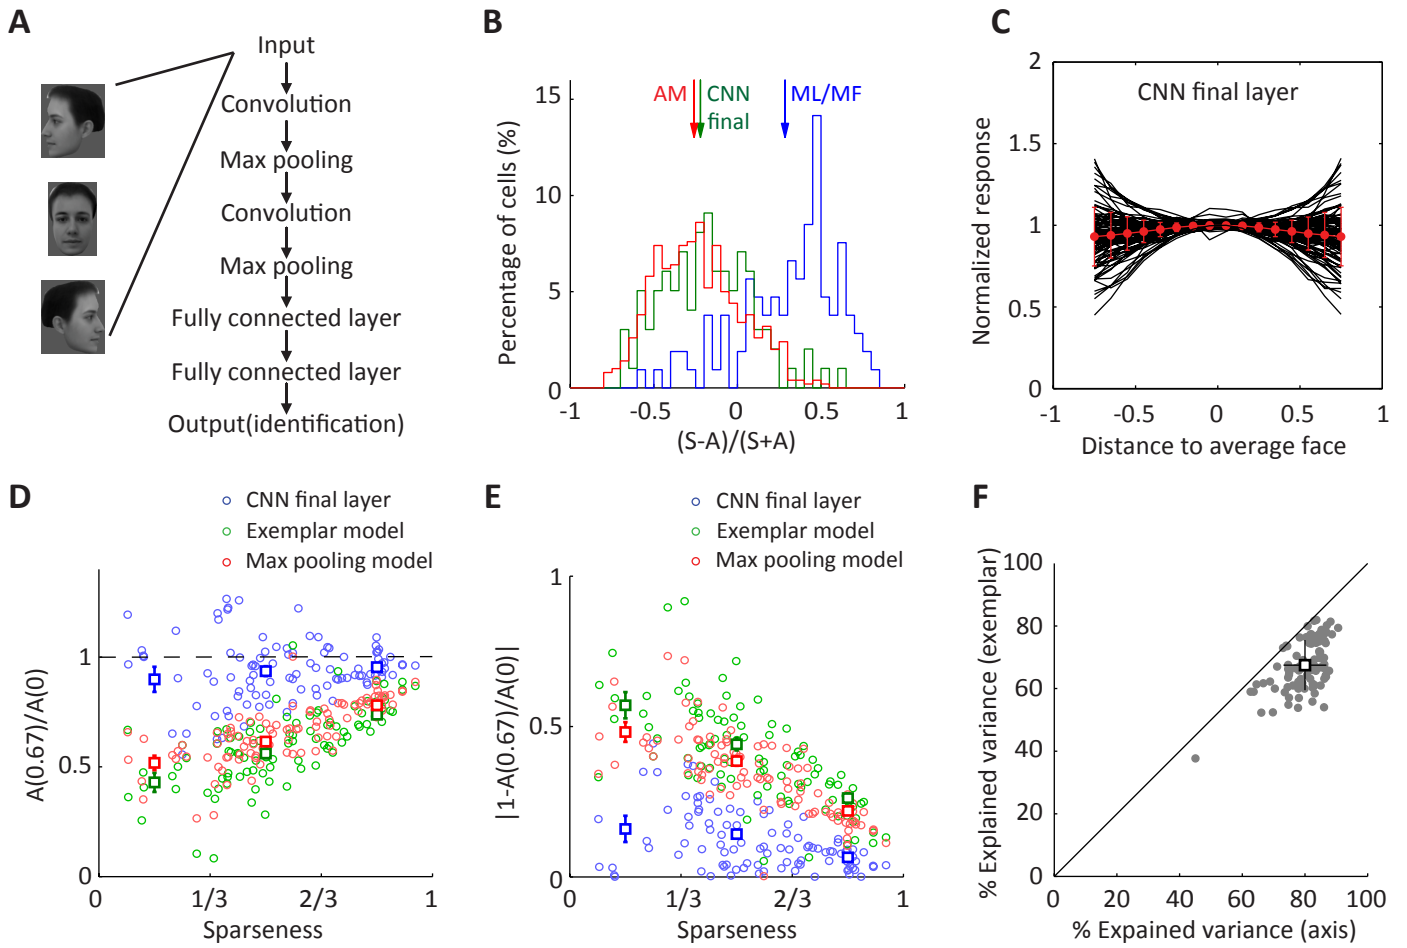 A
Input
Convolution
Max pooling
Convolution
Max pooling
Fully connected layer
Fully connected layer
Output(identification)
B
AM
CNN
final
ML/MF
Percentage of cells (%)
15
10
5
0
-1
-0.5
0
0.5
1
(S-A)/(S+A)
C
CNN final layer
Normalized response
2
1.5
1
0.5
0
-1
-0.5
0
0.5
1
Distance to average face
D
CNN final layer
Exemplar model
Max pooling model
A(0.67)/A(0)
1
0.5
0
0
1/3
2/3
1
Sparseness
E
CNN final layer
Exemplar model
Max pooling model
|1-A(0.67)/A(0)|
1
0.5
0
0
1/3
2/3
1
Sparseness
F
% Explained variance (exemplar)
100
80
60
40
20
0
0
20
40
60
80
100
% Expained variance (axis)